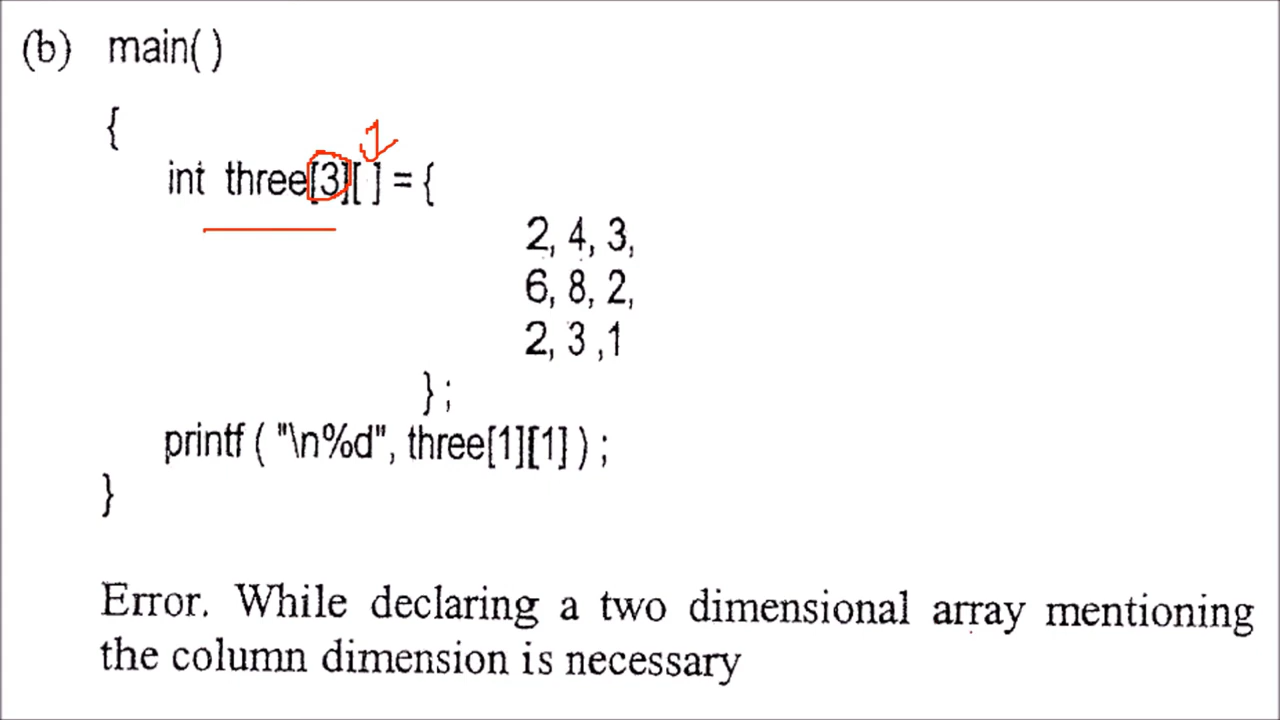 (b) main( )
{
int three[3][ ] = {
2, 4, 3,
6, 8, 2,
2, 3 ,1
} ;
printf ( "\n%d", three[1][1] ) ;
}
Error. While declaring a two dimensional array mentioning
the column dimension is necessary